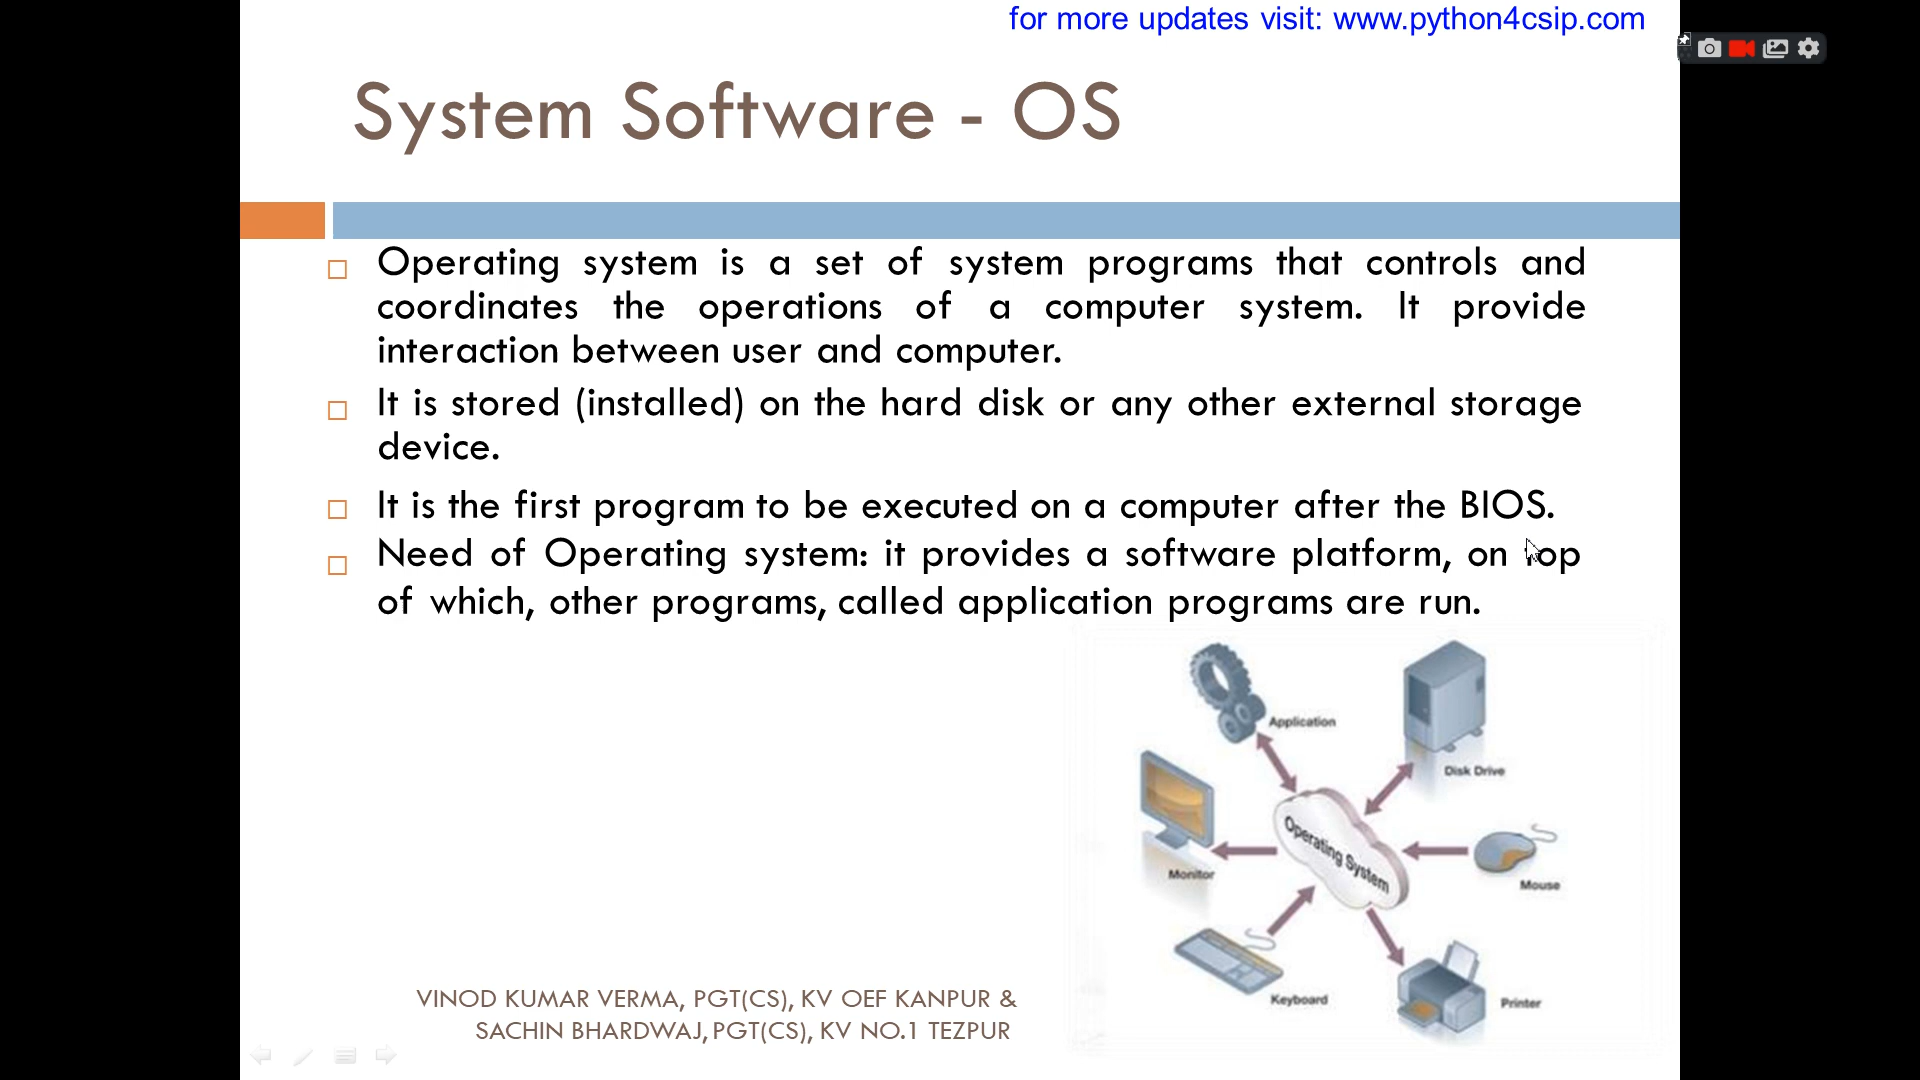 for more updates visit: www.python4csip.com
System Software - OS
Operating system is a set of system programs that controls and
coordinates the operations of a computer system. It provide
interaction between user and computer.
It is stored (installed) on the hard disk or any other external storage
device.
It is the first program to be executed on a computer after the BIOS.
Need of Operating system: it provides a software platform, on top
of which, other programs, called application programs are run.
Application
Disk Drive
Operating System
Monitor
Mouse
Keyboard
Printer
VINOD KUMAR VERMA, PGT(CS), KV OEF KANPUR &
SACHIN BHARDWAJ, PGT(CS), KV NO.1 TEZPUR